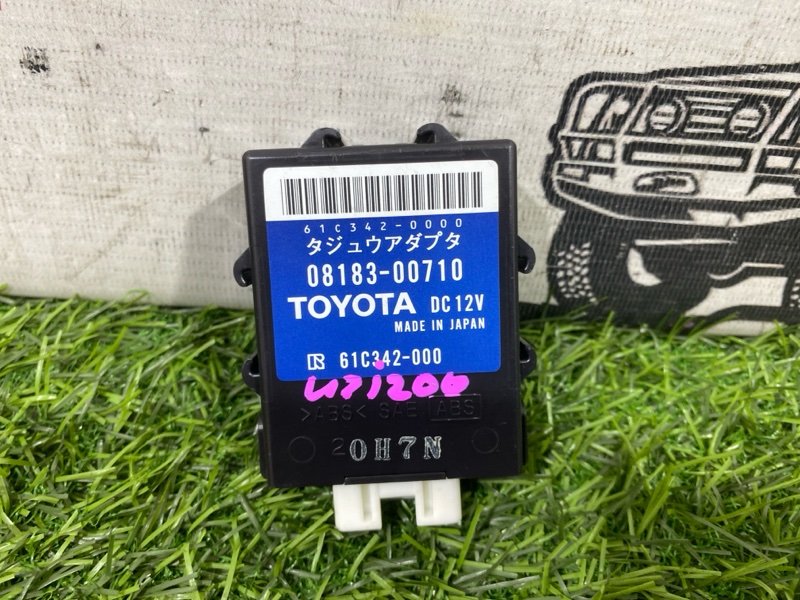 61C342-0000
タジュウアダプタ
08183-00710
TOYOTA DC12V
MADE IN JAPAN
61C342-000
>ABS< SAE ABS
20H7N